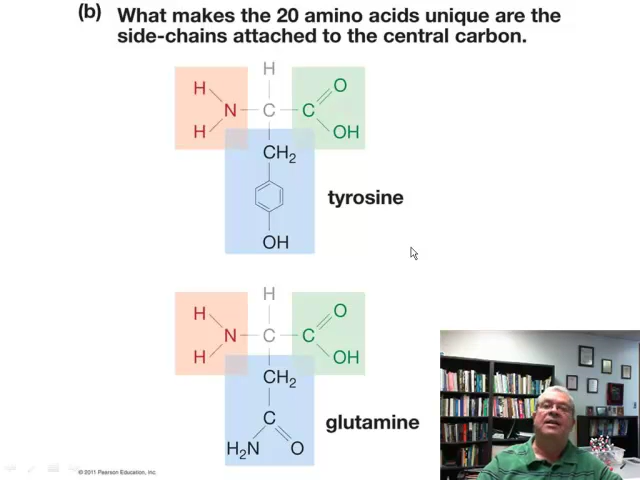 (b) What makes the 20 amino acids unique are the
side-chains attached to the central carbon.
H
H
O
N
C
C
H
OH
CH2
tyrosine
OH
H
H
O
N
C
C
H
OH
CH2
C
glutamine
H2N
O
© 2011 Pearson Education, Inc.